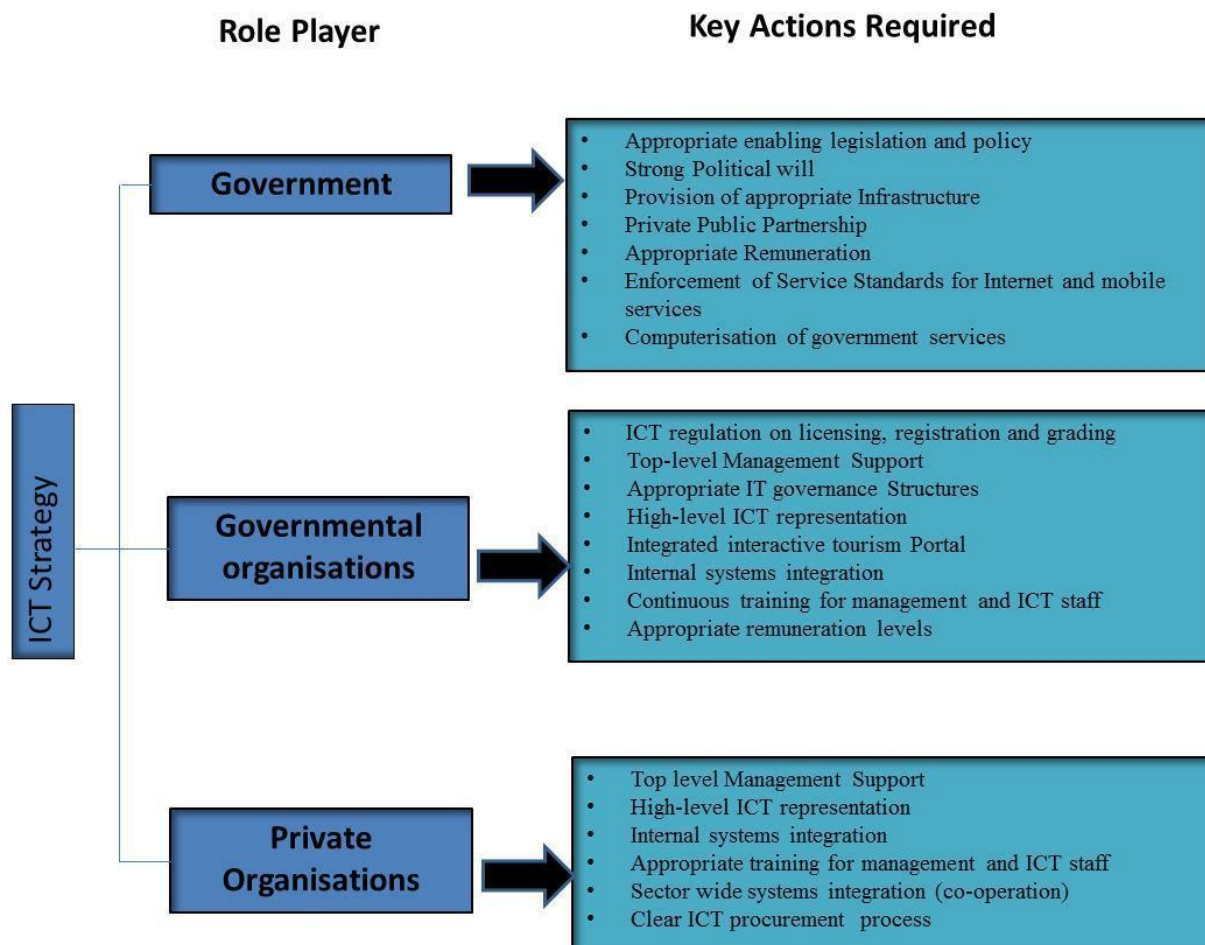 Role Player
Key Actions Required
ICT Strategy
Government
• Appropriate enabling legislation and policy
• Strong Political will
• Provision of appropriate Infrastructure
• Private Public Partnership
• Appropriate Remuneration
• Enforcement of Service Standards for Internet and mobile
services
• Computerisation of government services
Governmental
organisations
• ICT regulation on licensing, registration and grading
• Top-level Management Support
• Appropriate IT governance Structures
• High-level ICT representation
• Integrated interactive tourism Portal
• Internal systems integration
• Continuous training for management and ICT staff
• Appropriate remuneration levels
Private
Organisations
• Top level Management Support
• High-level ICT representation
• Internal systems integration
• Appropriate training for management and ICT staff
• Sector wide systems integration (co-operation)
• Clear ICT procurement process